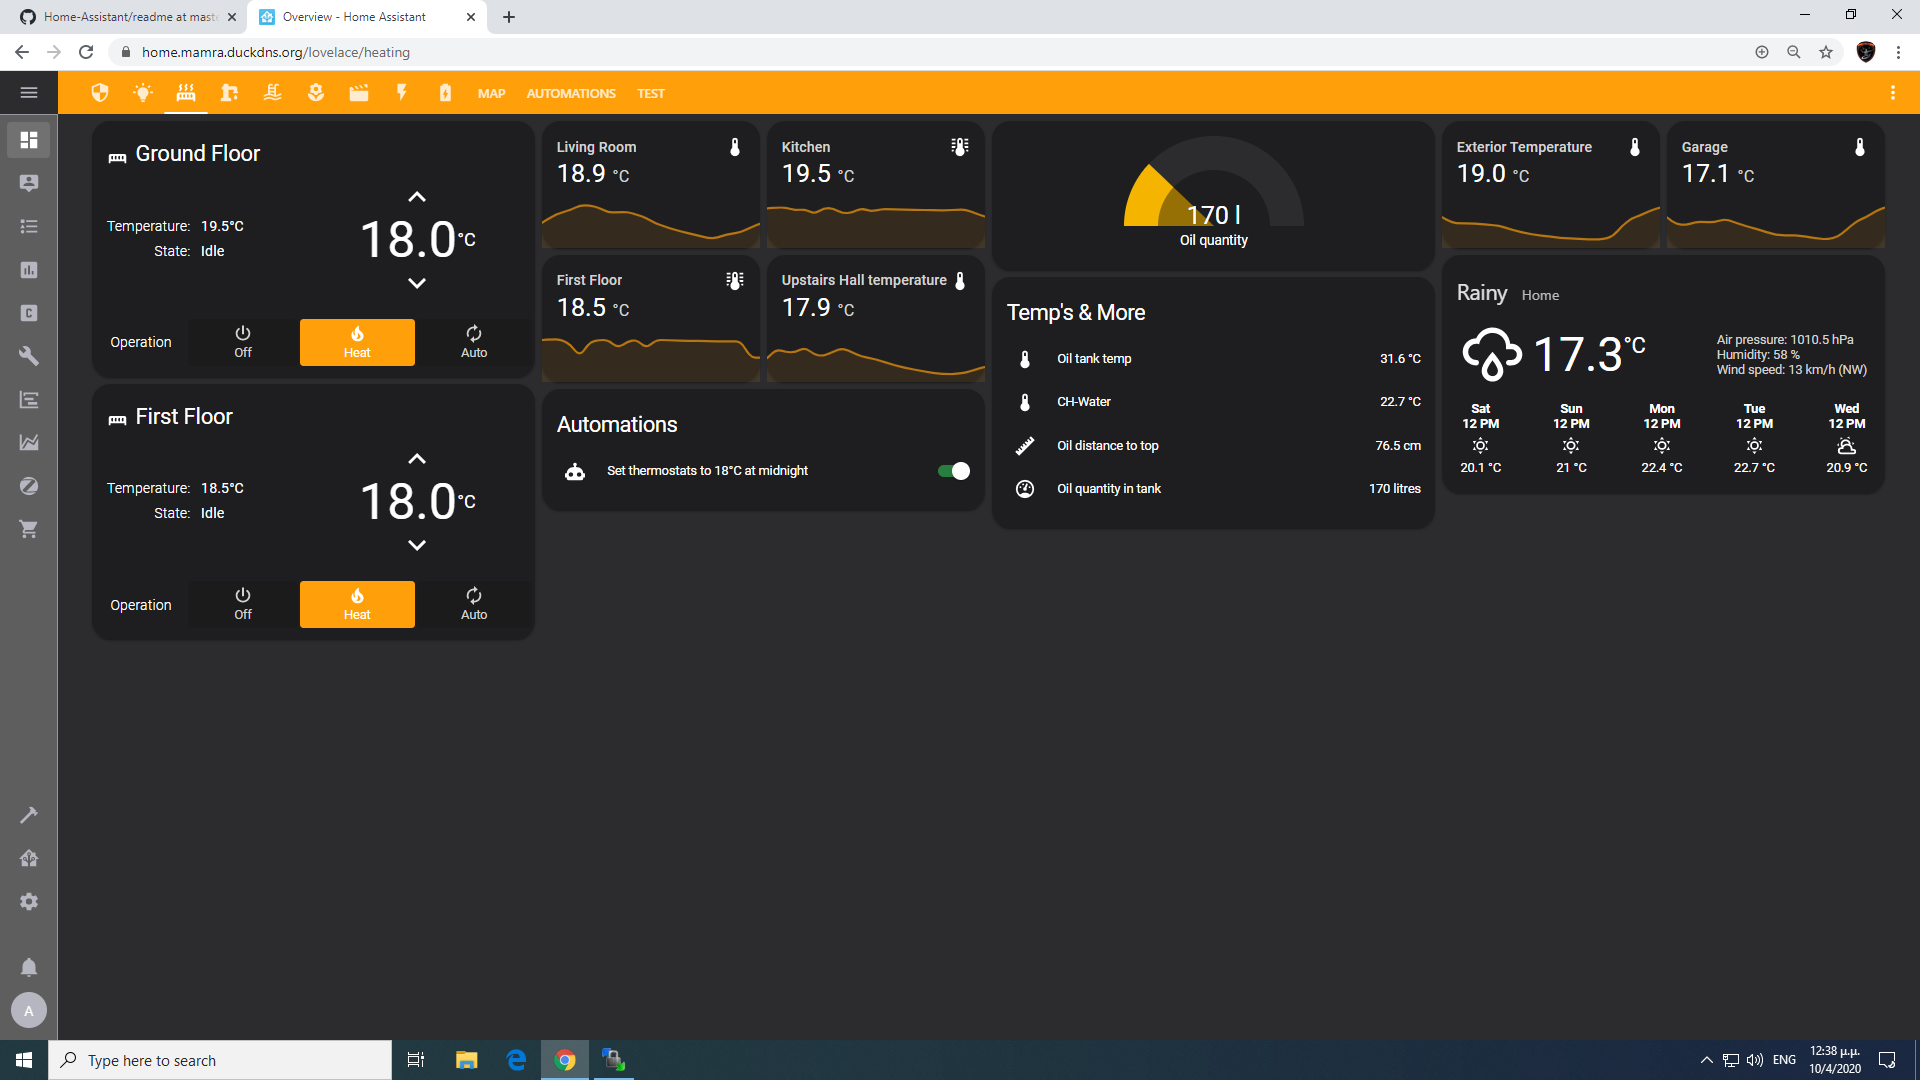 Home-Assistant/readme at mast
Overview - Home Assistant
home.mamra.duckdns.org/lovelace/heating
MAP
AUTOMATIONS
TEST
Ground Floor
Temperature: 19.5°C
State: Idle
18.0 °C
Operation
Off
Heat
Auto
First Floor
Temperature: 18.5°C
State: Idle
18.0 °C
Operation
Off
Heat
Auto
Living Room
18.9 °C
Kitchen
19.5 °C
First Floor
18.5 °C
Upstairs Hall temperature
17.9 °C
Automations
Set thermostats to 18°C at midnight
170 l
Oil quantity
Temp's & More
Oil tank temp 31.6 °C
CH-Water 22.7 °C
Oil distance to top 76.5 cm
Oil quantity in tank 170 litres
Exterior Temperature
19.0 °C
Garage
17.1 °C
Rainy Home
17.3 °C
Air pressure: 1010.5 hPa
Humidity: 58 %
Wind speed: 13 km/h (NW)
Sat Sun Mon Tue Wed
12 PM 12 PM 12 PM 12 PM 12 PM
20.1 °C 21 °C 22.4 °C 22.7 °C 20.9 °C
C
A
Type here to search
ENG
12:38 μ.μ.
10/4/2020